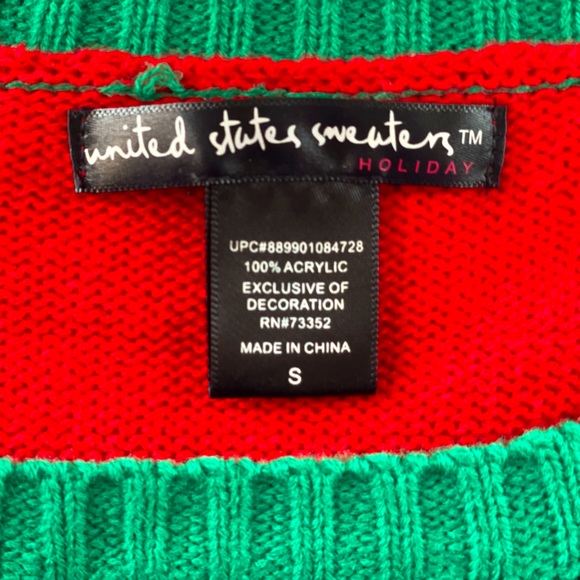 united states sweaters™
HOLIDAY
UPC#889901084728
100% ACRYLIC
EXCLUSIVE OF
DECORATION
RN#73352
MADE IN CHINA
S